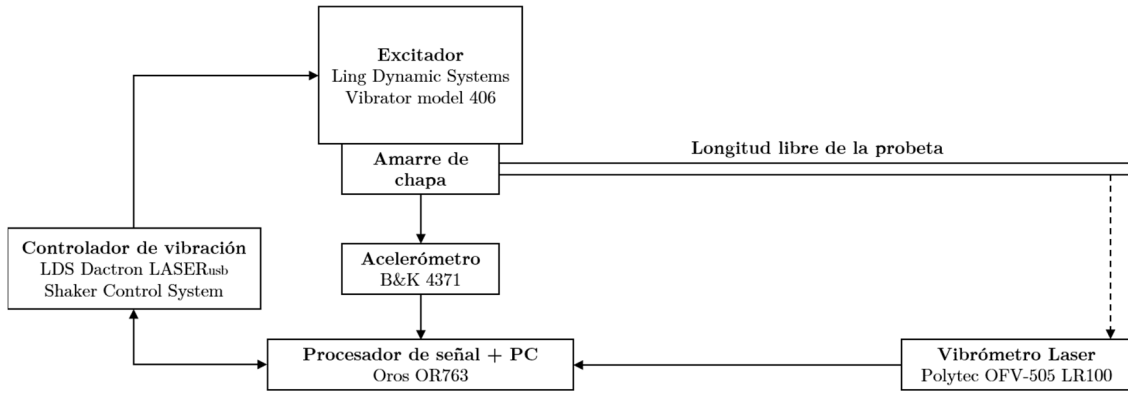 Excitador
Ling Dynamic Systems
Vibrator model 406
Amarre de
chapa
Longitud libre de la probeta
Controlador de vibración
LDS Dactron LASERusb
Shaker Control System
Acelerómetro
B&K 4371
Procesador de señal + PC
Oros OR763
Vibrómetro Laser
Polytec OFV-505 LR100